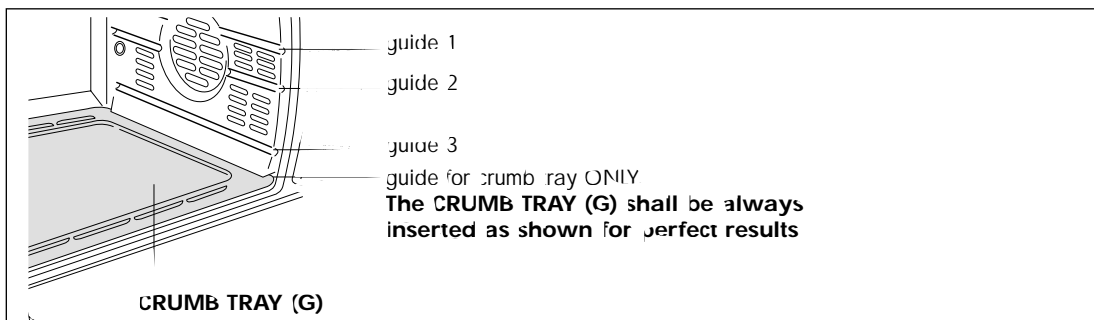 guide 1
guide 2
guide 3
guide for crumb tray ONLY
The CRUMB TRAY (G) shall be always
inserted as shown for perfect results
CRUMB TRAY (G)